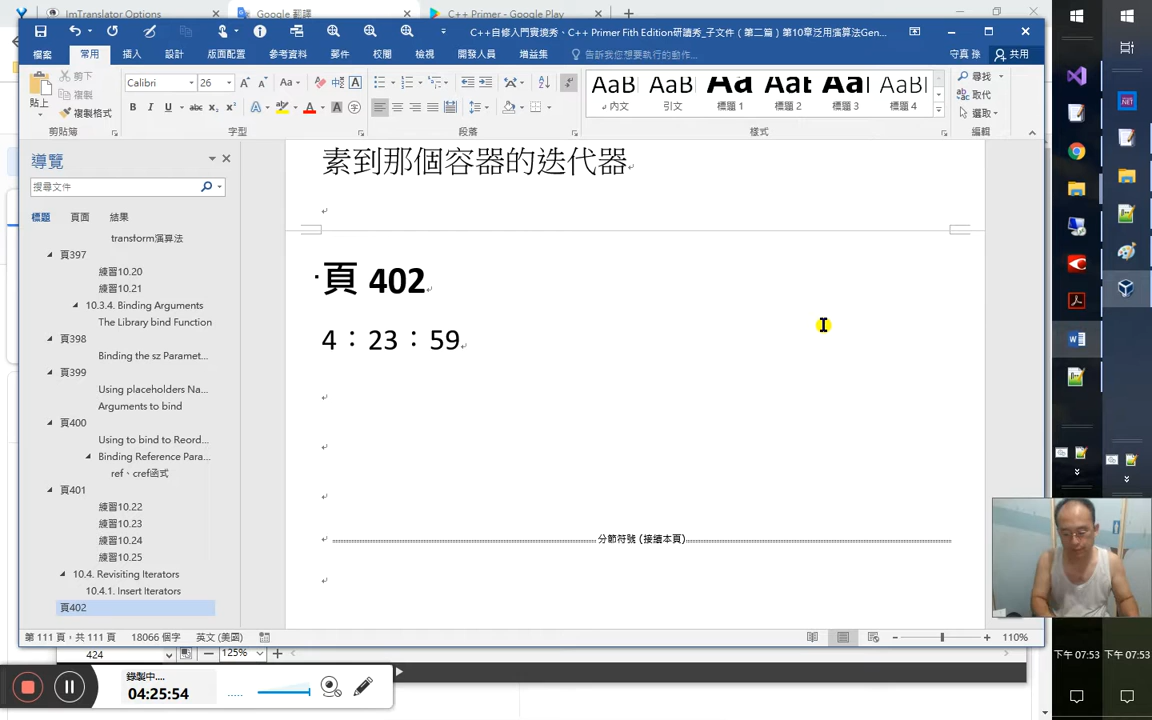 ImTranslator Options
Google 翻譯
C++ Primer - Google Play
C++自修入門實境秀、C++ Primer Fith Edition研讀秀_子文件（第二篇）第10章泛用演算法Gen...
檔案 常用 插入 設計 版面配置 參考資料 郵件 校閱 檢視 開發人員 增益集 告訴我您想要執行的動作... 守真 孫 共用
貼上 剪下 複製 複製格式
Calibri 26
AaB AaB Aa Aat Aal AaBl
內文 引文 標題 1 標題 2 標題 3 標題 4
尋找 取代 選取
剪貼簿 字型 段落 樣式 編輯
導覽
搜尋文件
標題 頁面 結果
transform演算法
頁397
練習10.20
練習10.21
10.3.4. Binding Arguments
The Library bind Function
頁398
Binding the sz Paramet...
頁399
Using placeholders Na...
Arguments to bind
頁400
Using to bind to Reord...
Binding Reference Para...
ref、cref函式
頁401
練習10.22
練習10.23
練習10.24
練習10.25
10.4. Revisiting Iterators
10.4.1. Insert Iterators
頁402
素到那個容器的迭代器
頁 402
4：23：59
分節符號 (接續本頁)
第 111 頁，共 111 頁 18066 個字 英文 (美國) 110%
424 125%
錄製中....
04:25:54
下午 07:53 下午 07:53